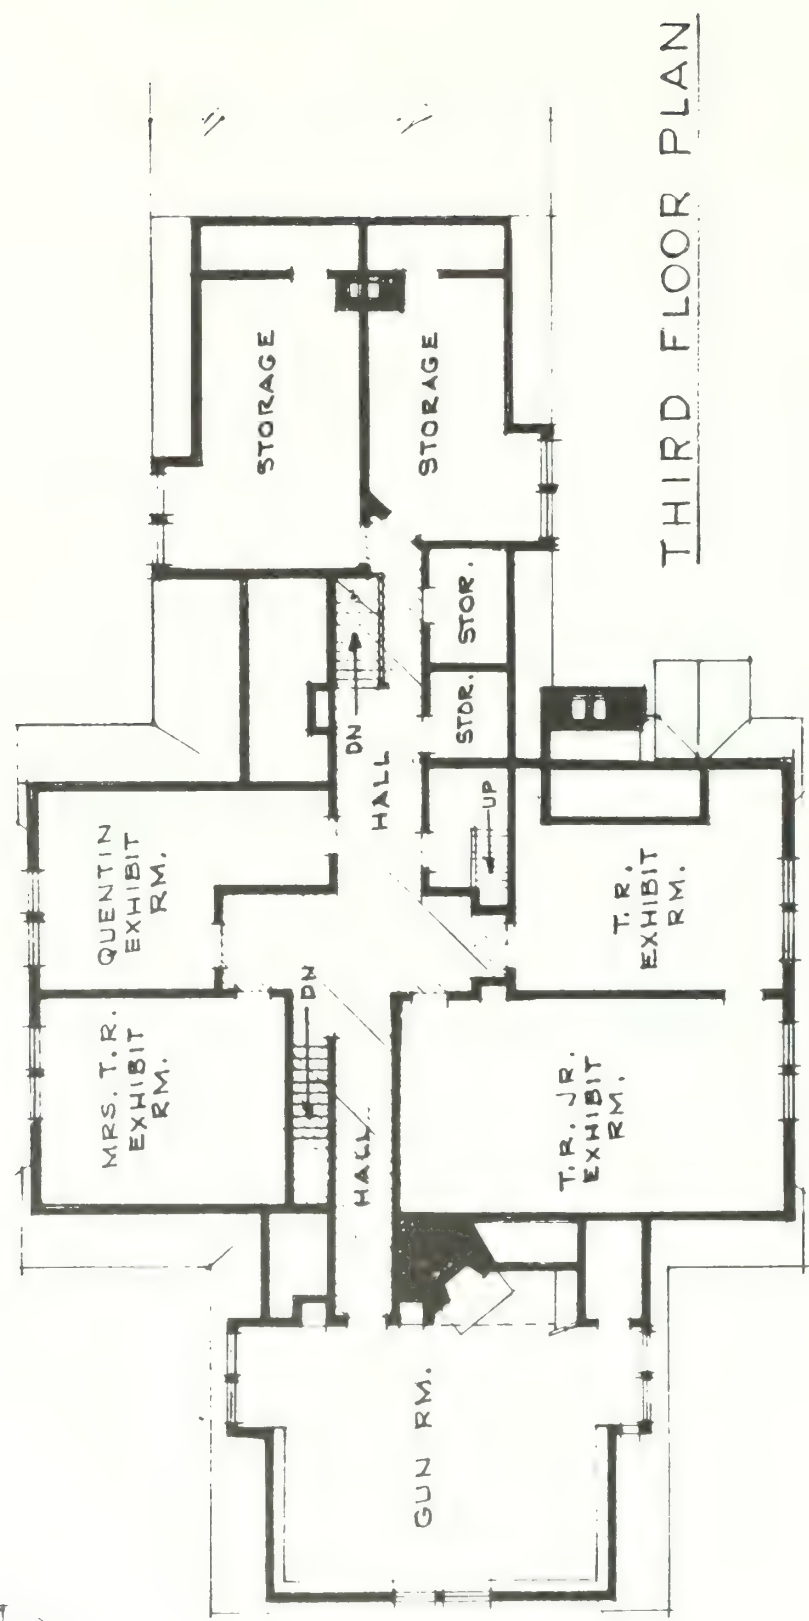 THIRD FLOOR PLAN
STORAGE
STORAGE
STOR.
STOR.
DN
HALL
UP
QUENTIN
EXHIBIT
RM.
T. R.
EXHIBIT
RM.
DN
MRS. T. R.
EXHIBIT
RM.
T. R. JR.
EXHIBIT
RM.
HALL
GUN RM.